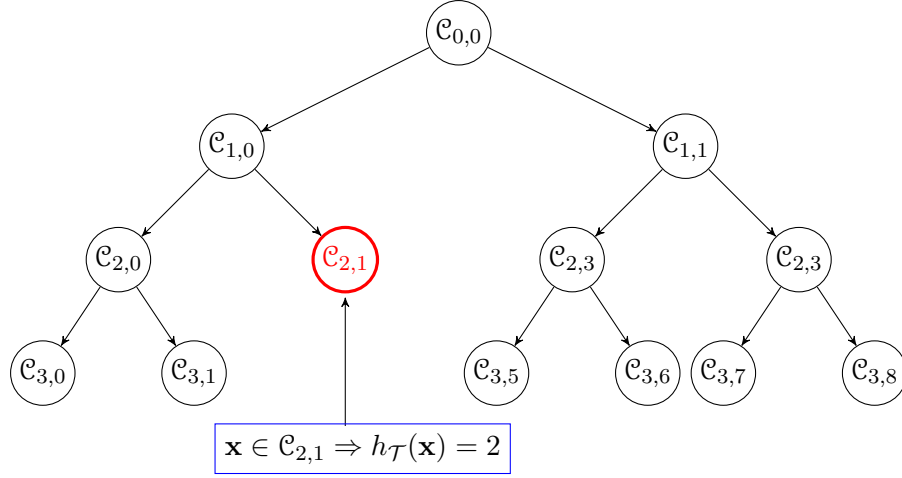 𝒞0,0
𝒞1,0 𝒞1,1
𝒞2,0 𝒞2,1 𝒞2,3 𝒞2,3
𝒞3,0 𝒞3,1 𝒞3,5 𝒞3,6 𝒞3,7 𝒞3,8
𝐱 ∈ 𝒞2,1 ⇒ h𝒯(𝐱) = 2